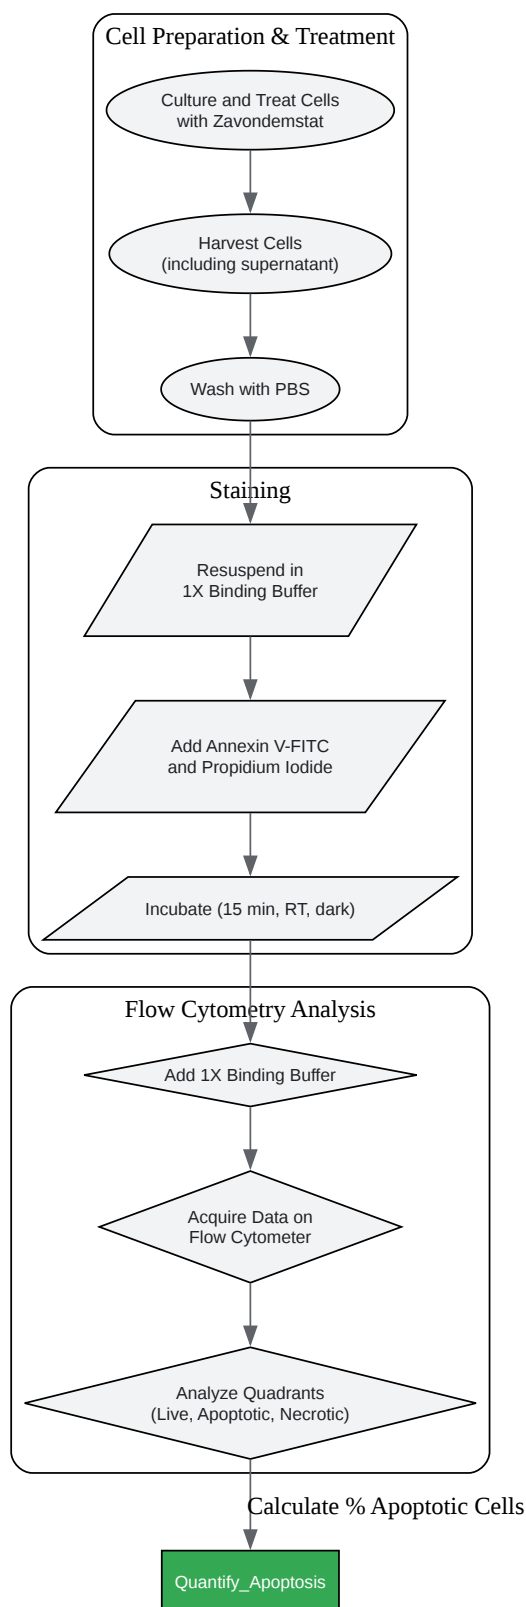 Cell Preparation & Treatment
Culture and Treat Cells
with Zavondemstat
Harvest Cells
(including supernatant)
Wash with PBS
Staining
Resuspend in
1X Binding Buffer
Add Annexin V-FITC
and Propidium Iodide
Incubate (15 min, RT, dark)
Flow Cytometry Analysis
Add 1X Binding Buffer
Acquire Data on
Flow Cytometer
Analyze Quadrants
(Live, Apoptotic, Necrotic)
Calculate % Apoptotic Cells
Quantify_Apoptosis